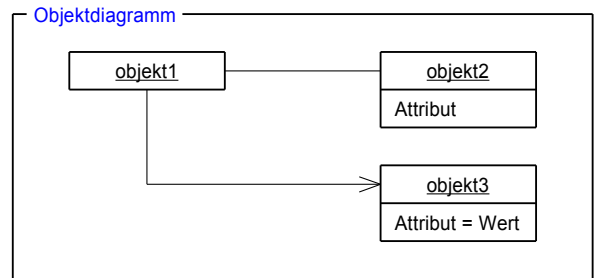 Objektdiagramm
objekt1
objekt2
Attribut
objekt3
Attribut = Wert